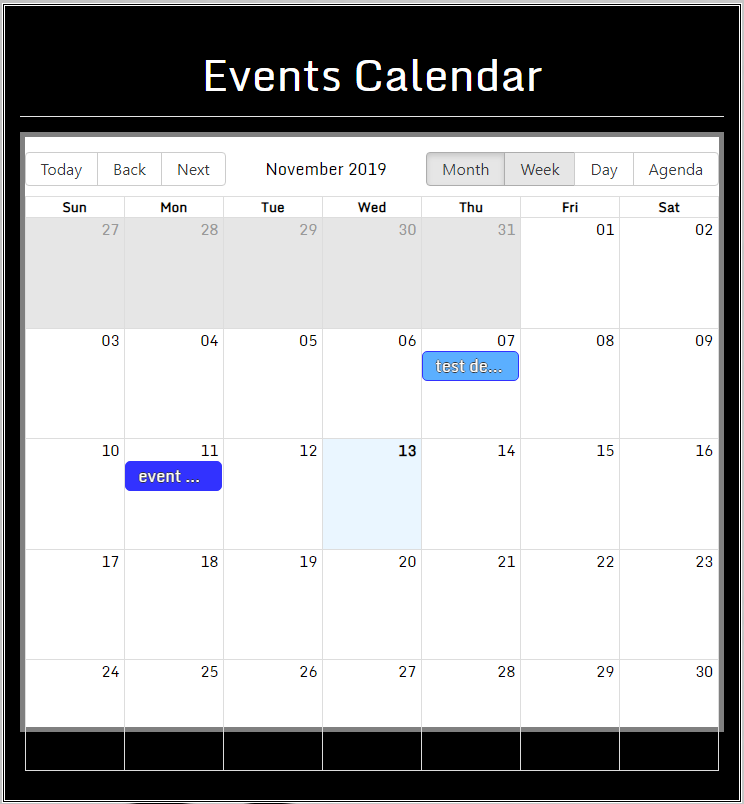 Events Calendar
Today Back Next November 2019 Month Week Day Agenda
Sun Mon Tue Wed Thu Fri Sat
27 28 29 30 31 01 02
03 04 05 06 07 08 09
test de...
10 11 12 13 14 15 16
event ...
17 18 19 20 21 22 23
24 25 26 27 28 29 30